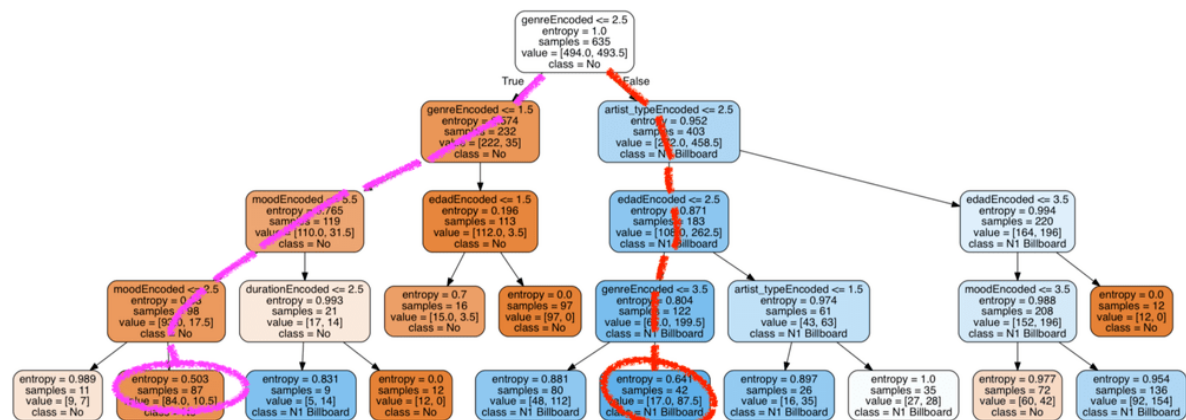 genreEncoded <= 2.5
entropy = 1.0
samples = 635
value = [494.0, 493.5]
class = No
True
False
genreEncoded <= 1.5
samples = 232
value = [222, 35]
class = No
artist_typeEncoded <= 2.5
entropy = 0.952
samples = 403
458.5]
class = N1 Billboard
moodEncoded <= 5.5
samples = 119
value = [110.0, 31.5]
class = No
edadEncoded <= 1.5
entropy = 0.196
samples = 113
value = [112.0, 3.5]
class = No
edadEncoded <= 2.5
entropy = 0.871
samples = 183
262.5]
class = N1 Billboard
edadEncoded <= 3.5
entropy = 0.994
samples = 220
value = [164, 196]
class = N1 Billboard
moodEncoded <= 2.5
samples = 98
17.5]
class = No
durationEncoded <= 2.5
entropy = 0.993
samples = 21
value = [17, 14]
class = No
entropy = 0.7
samples = 16
value = [15.0, 3.5]
class = No
entropy = 0.0
samples = 97
value = [97, 0]
class = No
genreEncoded <= 3.5
entropy = 0.804
samples = 122
199.5]
class = N1 Billboard
artist_typeEncoded <= 1.5
entropy = 0.974
samples = 61
value = [43, 63]
class = N1 Billboard
moodEncoded <= 3.5
entropy = 0.988
samples = 208
value = [152, 196]
class = N1 Billboard
entropy = 0.0
samples = 12
value = [12, 0]
class = No
entropy = 0.989
samples = 11
value = [9, 7]
class = No
entropy = 0.503
samples = 87
value = [84.0, 10.5]
class = No
entropy = 0.831
samples = 9
value = [5, 14]
class = N1 Billboard
entropy = 0.0
samples = 12
value = [12, 0]
class = No
entropy = 0.881
samples = 80
value = [48, 112]
class = N1 Billboard
entropy = 0.641
samples = 42
value = [17.0, 87.5]
class = N1 Billboard
entropy = 0.897
samples = 26
value = [16, 35]
class = N1 Billboard
entropy = 1.0
samples = 35
value = [27, 28]
class = N1 Billboard
entropy = 0.977
samples = 72
value = [60, 42]
class = No
entropy = 0.954
samples = 136
value = [92, 154]
class = N1 Billboard